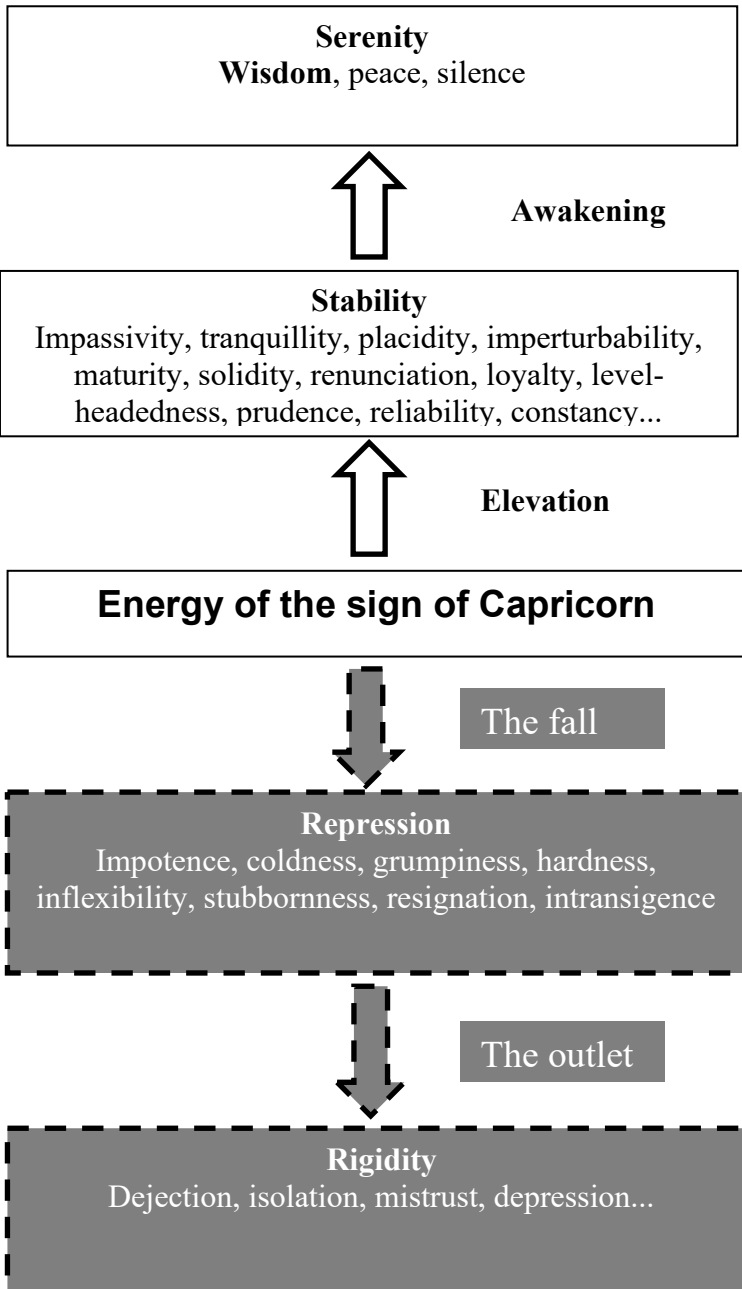 Serenity
Wisdom, peace, silence
Awakening
Stability
Impassivity, tranquillity, placidity, imperturbability,
maturity, solidity, renunciation, loyalty, level-
headedness, prudence, reliability, constancy...
Elevation
Energy of the sign of Capricorn
The fall
Repression
Impotence, coldness, grumpiness, hardness,
inflexibility, stubbornness, resignation, intransigence
The outlet
Rigidity
Dejection, isolation, mistrust, depression...